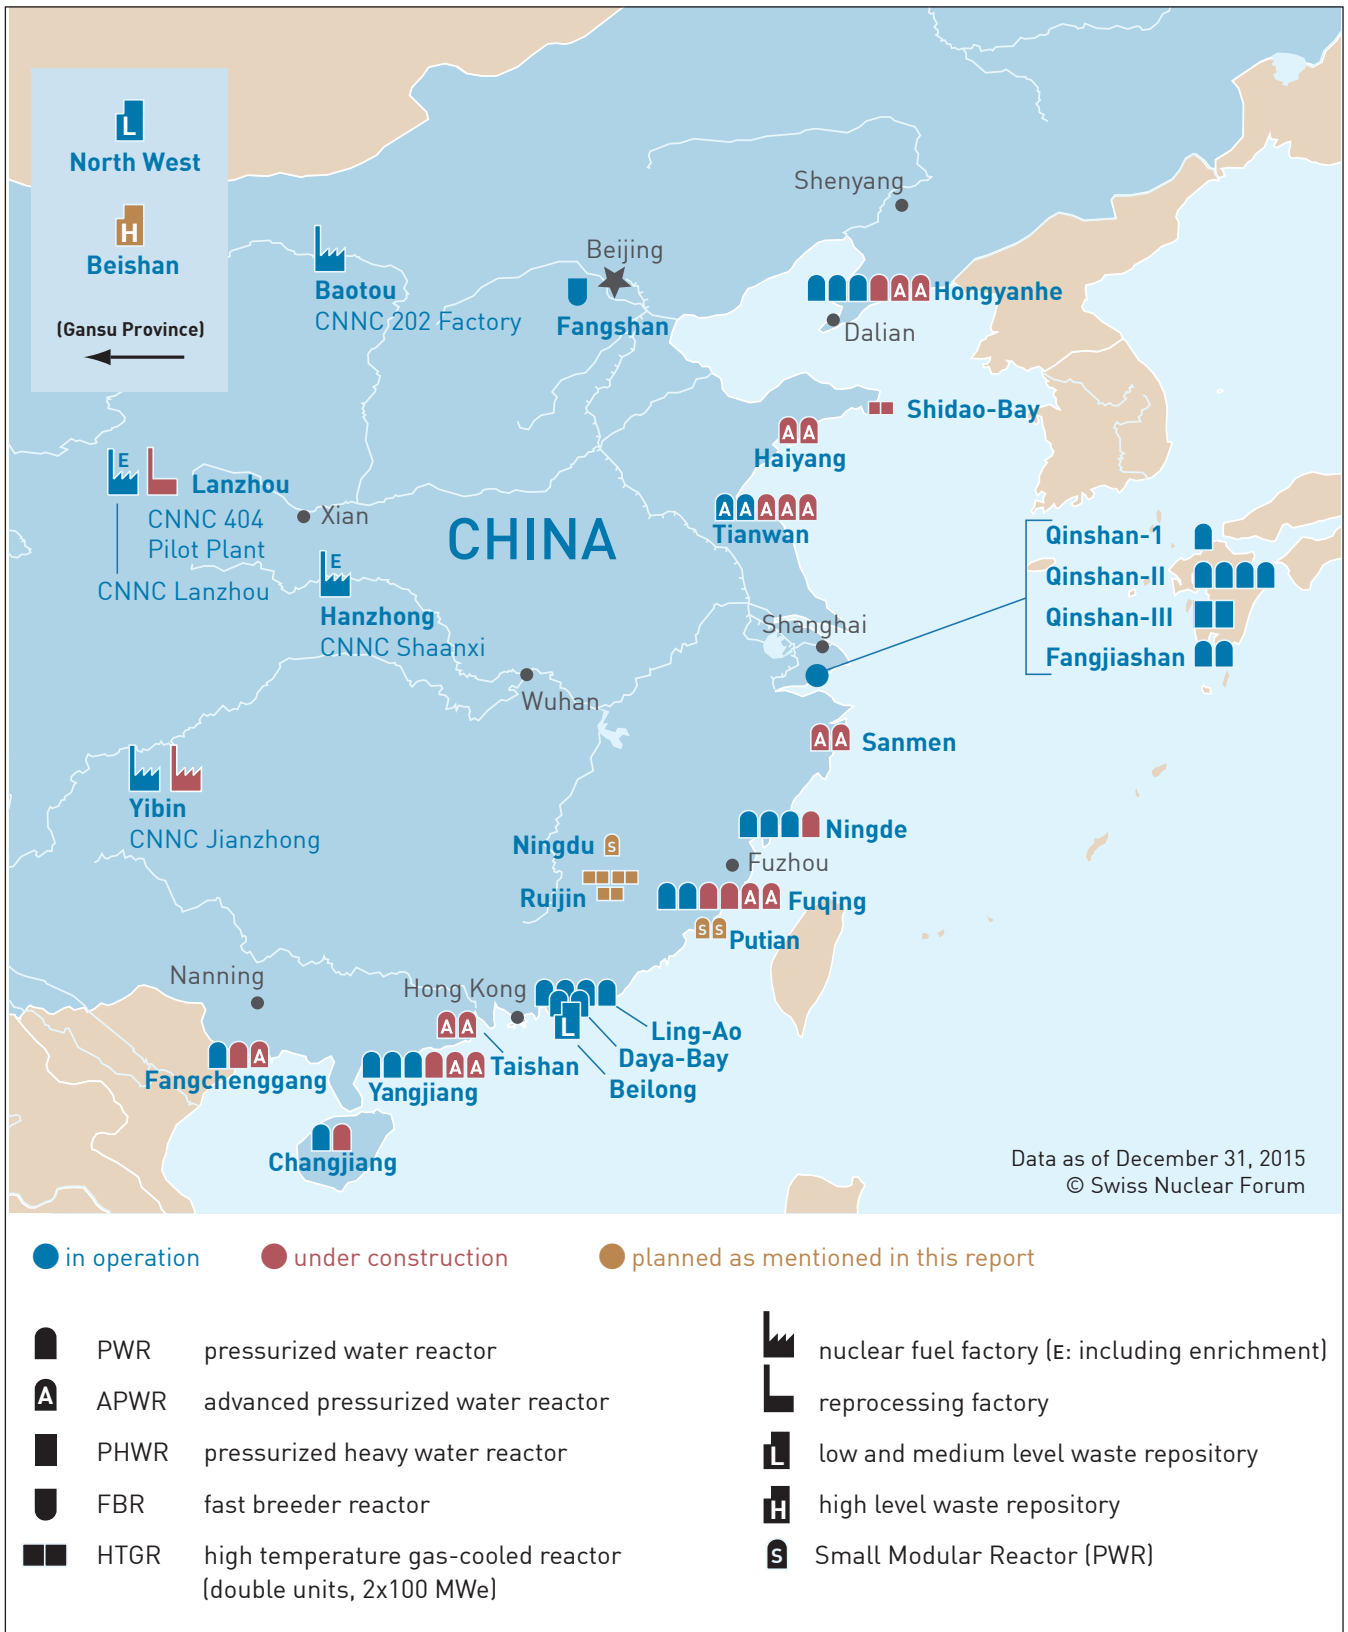 L
North West
H
Beishan
(Gansu Province)
Shenyang
Beijing
Baotou
CNNC 202 Factory
Fangshan
A A
Hongyanhe
Dalian
Shidao-Bay
A A
Haiyang
E
Lanzhou
CNNC 404
Pilot Plant
CNNC Lanzhou
Xian
CHINA
A A A A A
Tianwan
E
Hanzhong
CNNC Shaanxi
Qinshan-1
Qinshan-II
Qinshan-III
Fangjiashan
Shanghai
Wuhan
A A
Sanmen
Yibin
CNNC Jianzhong
Ningde
Ningdu
S
Fuzhou
Ruijin
A A
Fuqing
S S
Putian
Nanning
Hong Kong
L
A A
Ling-Ao
Daya-Bay
Beilong
Taishan
A
Fangchenggang
A A
Yangjiang
Changjiang
Data as of December 31, 2015
© Swiss Nuclear Forum
in operation
under construction
planned as mentioned in this report
PWR pressurized water reactor
A APWR advanced pressurized water reactor
PHWR pressurized heavy water reactor
FBR fast breeder reactor
HTGR high temperature gas-cooled reactor
(double units, 2x100 MWe)
nuclear fuel factory (E: including enrichment)
reprocessing factory
L low and medium level waste repository
H high level waste repository
S Small Modular Reactor (PWR)